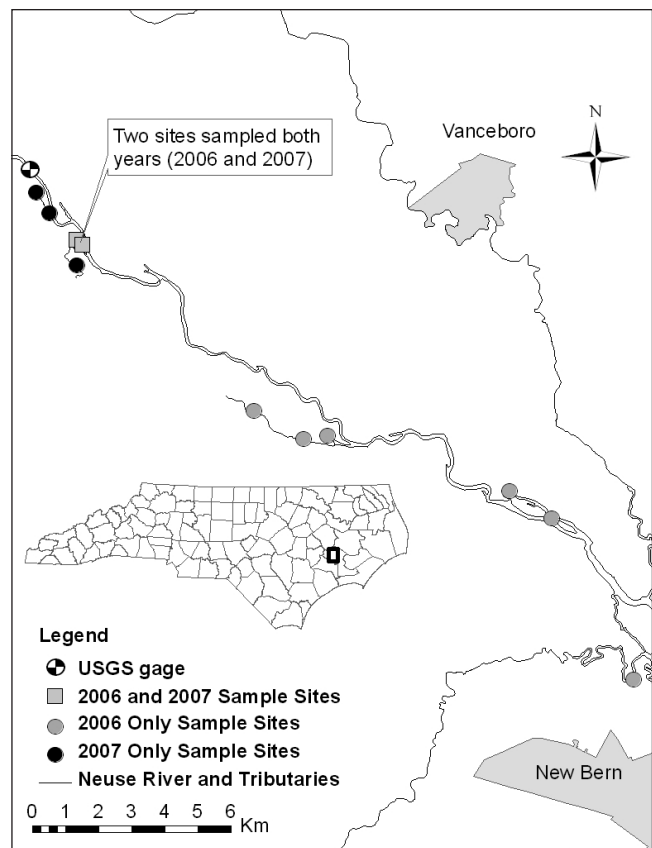 N
Vanceboro
Two sites sampled both
years (2006 and 2007)
Legend
USGS gage
2006 and 2007 Sample Sites
2006 Only Sample Sites
2007 Only Sample Sites
Neuse River and Tributaries
0 1 2 3 4 5 6
Km
New Bern